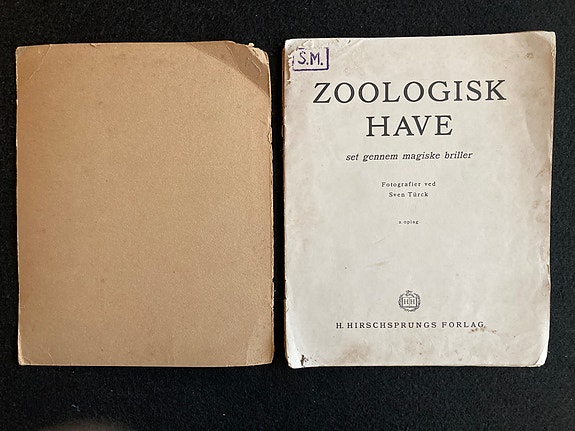 S.M.
ZOOLOGISK
HAVE
set gennem magiske briller
Fotografier ved
Sven Türck
2. oplag
H. HIRSCHSPRUNGS FORLAG